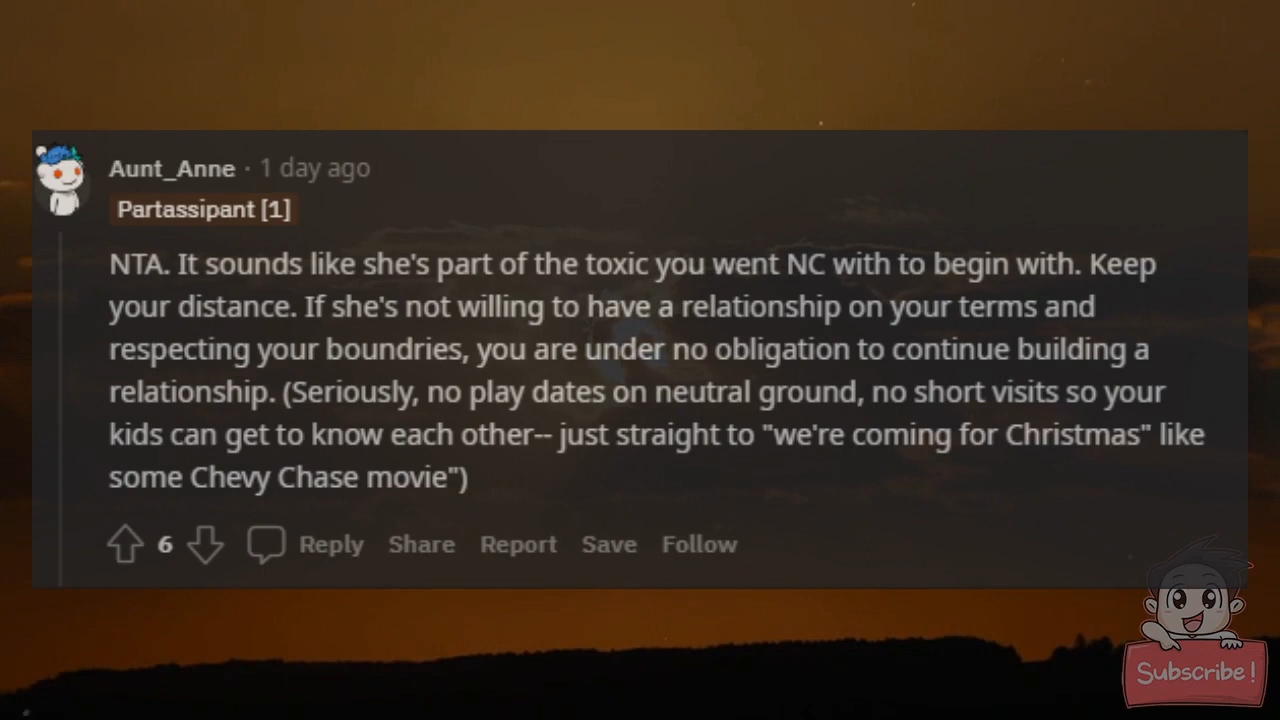 Aunt_Anne · 1 day ago
Partassipant [1]
NTA. It sounds like she's part of the toxic you went NC with to begin with. Keep
your distance. If she's not willing to have a relationship on your terms and
respecting your boundries, you are under no obligation to continue building a
relationship. (Seriously, no play dates on neutral ground, no short visits so your
kids can get to know each other-- just straight to "we're coming for Christmas" like
some Chevy Chase movie")
6 Reply Share Report Save Follow
Subscribe!